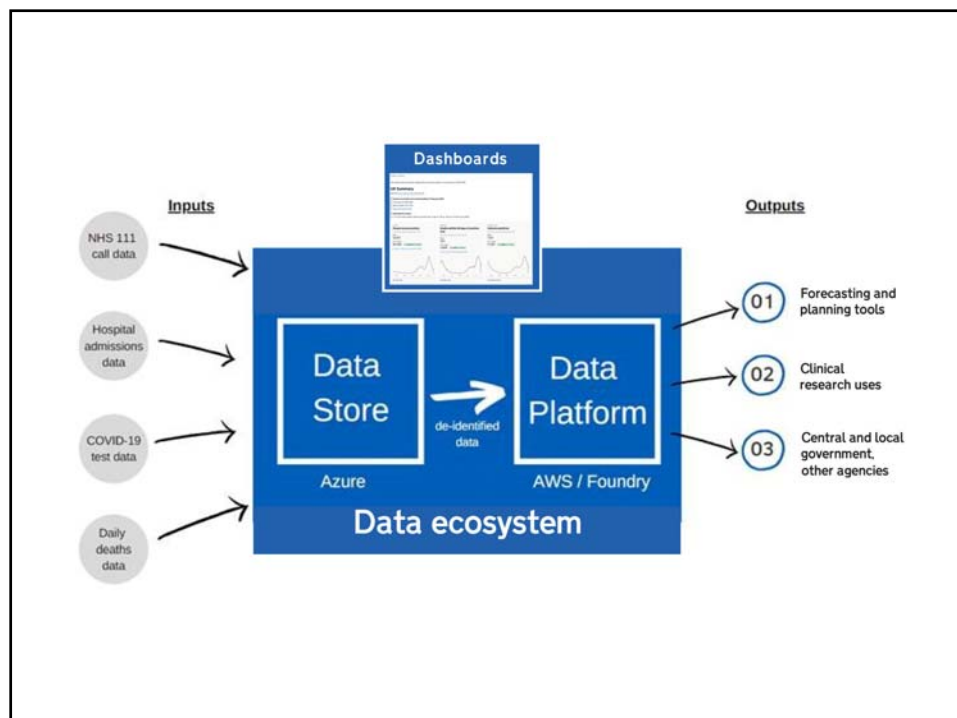 Dashboards
UK Summary
Inputs
NHS 111
call data
Hospital
admissions
data
COVID-19
test data
Daily
deaths
data
Data
Store
Azure
de-identified
data
Data
Platform
AWS / Foundry
Data ecosystem
Outputs
01
Forecasting and
planning tools
02
Clinical
research uses
03
Central and local
government,
other agencies